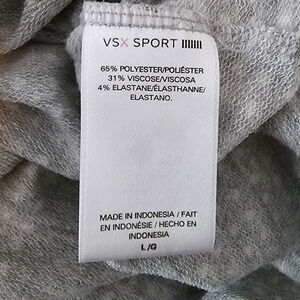 VSX SPORT
65% POLYESTER/POLIÉSTER
31% VISCOSE/VISCOSA
4% ELASTANE/ÉLASTHANNE/
ELASTANO.
MADE IN INDONESIA / FAIT
EN INDONÉSIE / HECHO EN
INDONESIA
L/G